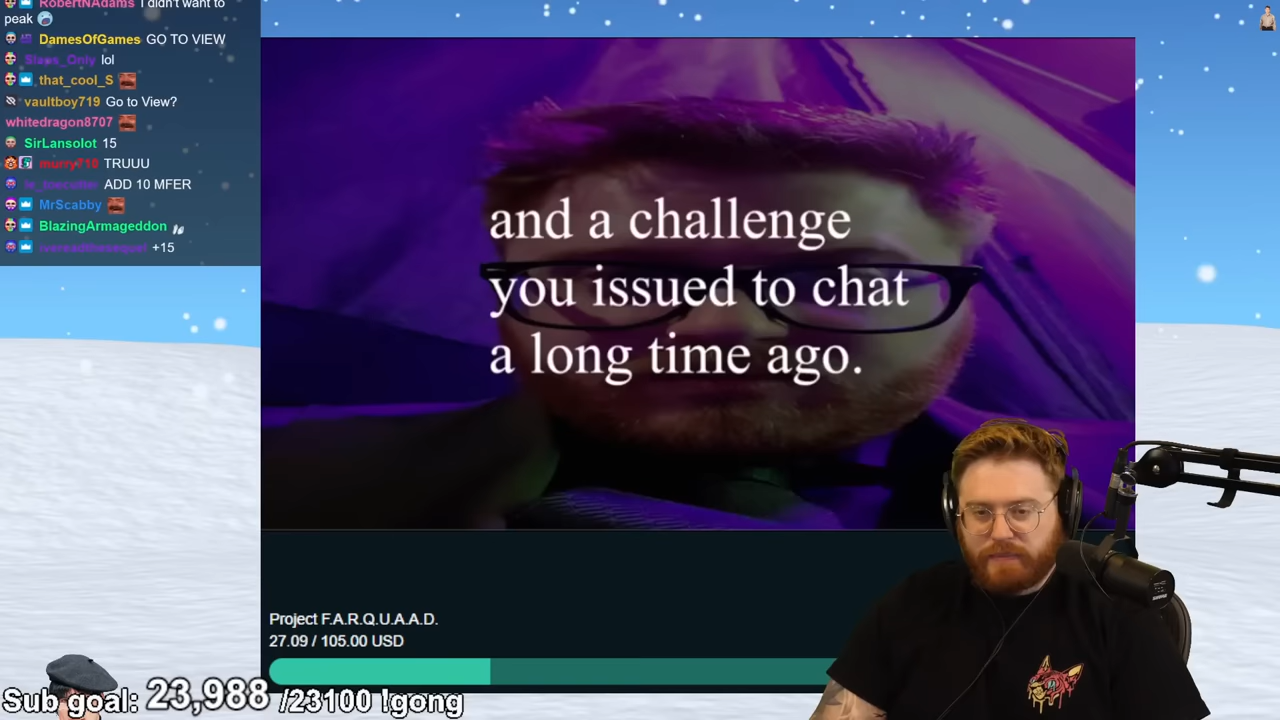 RobertNAdams I didn't want to
peak
DamesOfGames GO TO VIEW
Slaps_Only lol
that_cool_S
vaultboy719 Go to View?
whitedragon8707
SirLansolot 15
murry710 TRUUU
ADD 10 MFER
MrScabby
BlazingArmageddon
+15
and a challenge
you issued to chat
a long time ago.
Project F.A.R.Q.U.A.A.D.
27.09 / 105.00 USD
Sub goal: 23,988 /23100 !gong